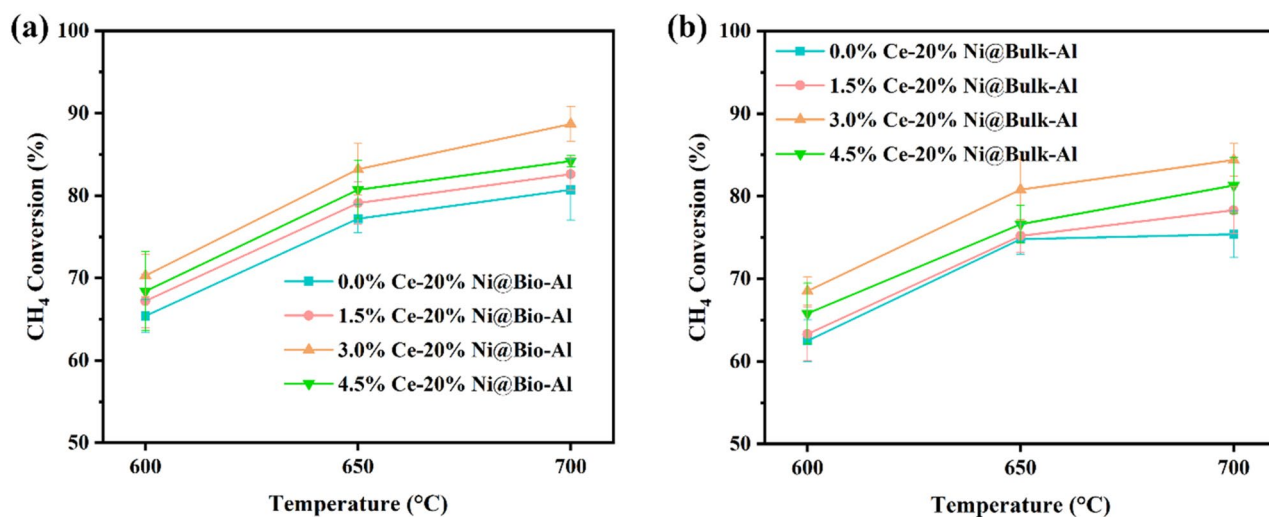 (a)
100
90
80
70
60
50
CH4 Conversion (%)
0.0% Ce-20% Ni@Bio-Al
1.5% Ce-20% Ni@Bio-Al
3.0% Ce-20% Ni@Bio-Al
4.5% Ce-20% Ni@Bio-Al
600 650 700
Temperature (°C)
(b)
100
90
80
70
60
50
CH4 Conversion (%)
0.0% Ce-20% Ni@Bulk-Al
1.5% Ce-20% Ni@Bulk-Al
3.0% Ce-20% Ni@Bulk-Al
4.5% Ce-20% Ni@Bulk-Al
600 650 700
Temperature (°C)